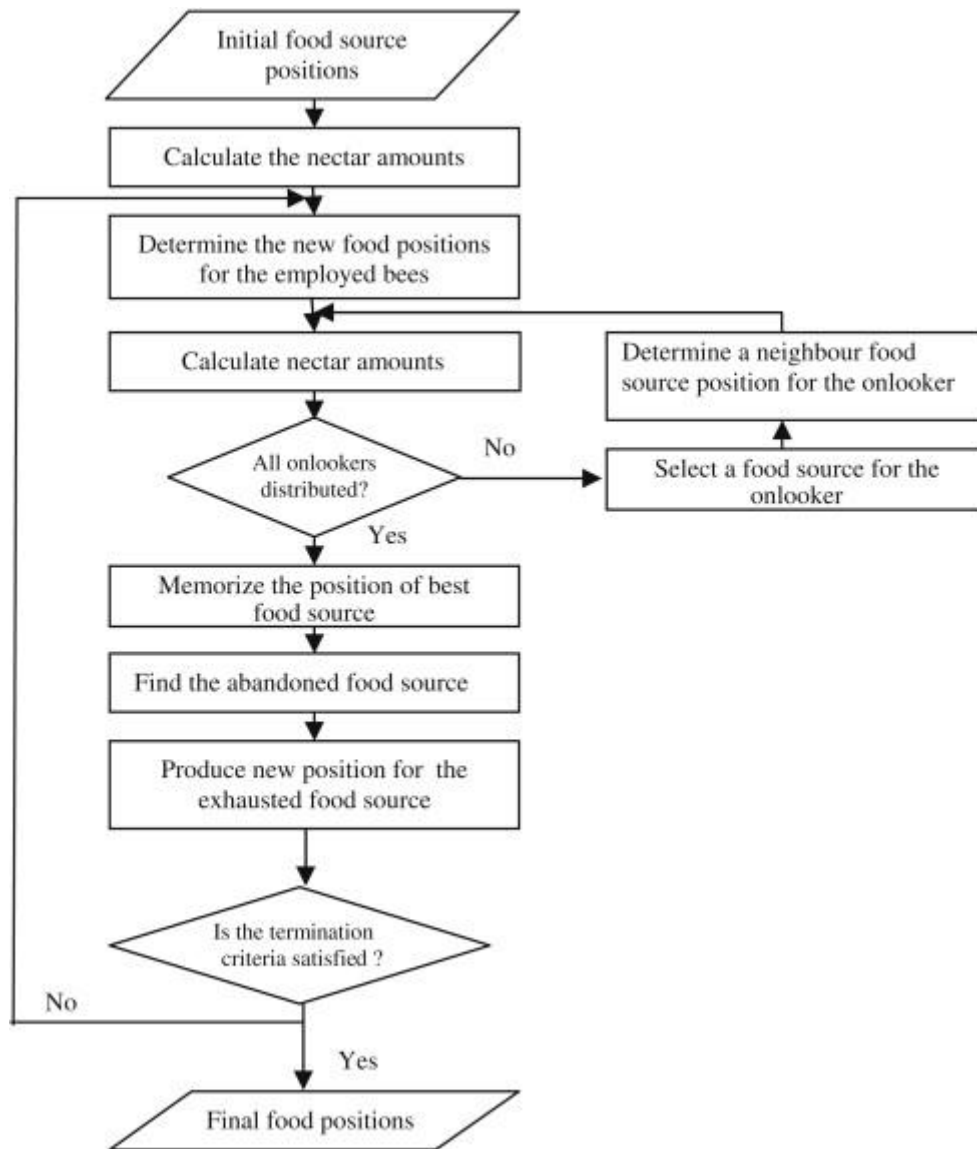 Initial food source
positions
Calculate the nectar amounts
Determine the new food positions
for the employed bees
Calculate nectar amounts
Determine a neighbour food
source position for the onlooker
All onlookers
distributed?
No
Select a food source for the
onlooker
Yes
Memorize the position of best
food source
Find the abandoned food source
Produce new position for the
exhausted food source
Is the termination
criteria satisfied ?
No
Yes
Final food positions